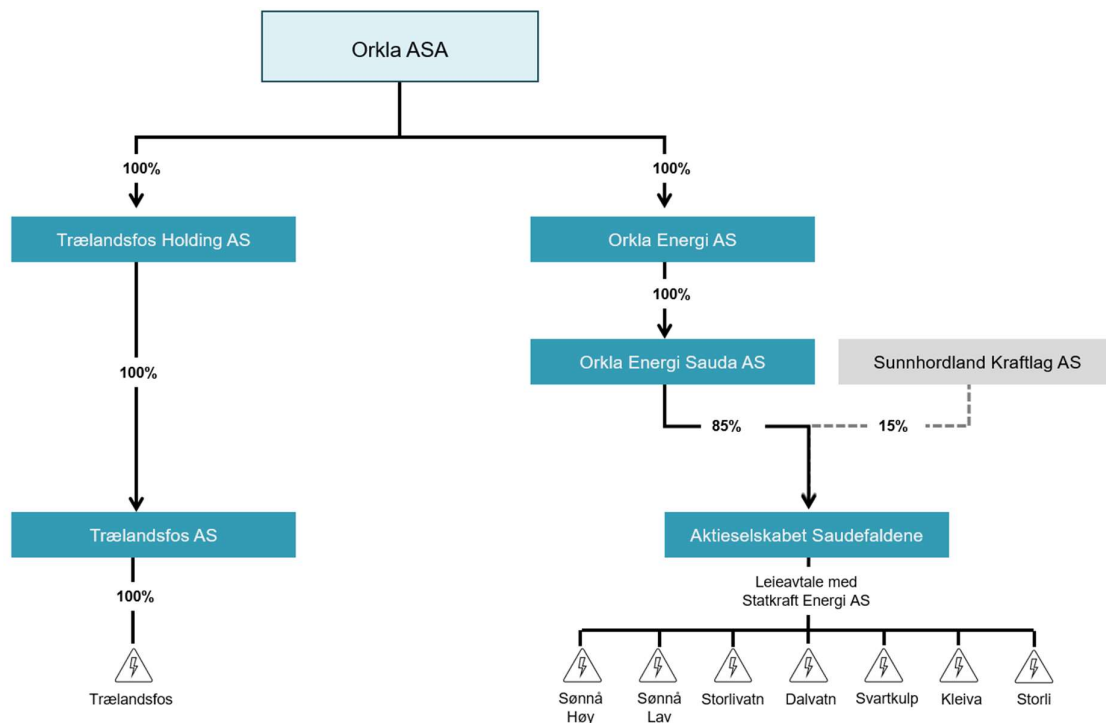 Orkla ASA
100%
100%
Trælandsfos Holding AS
Orkla Energi AS
100%
Orkla Energi Sauda AS
Sunnhordland Kraftlag AS
100%
85%
15%
Trælandsfos AS
Aktieselskabet Saudefaldene
100%
Leieavtale med
Statkraft Energi AS
Trælandsfos
Sønnå
Høy
Sønnå
Lav
Storlivatn
Dalvatn
Svartkulp
Kleiva
Storli